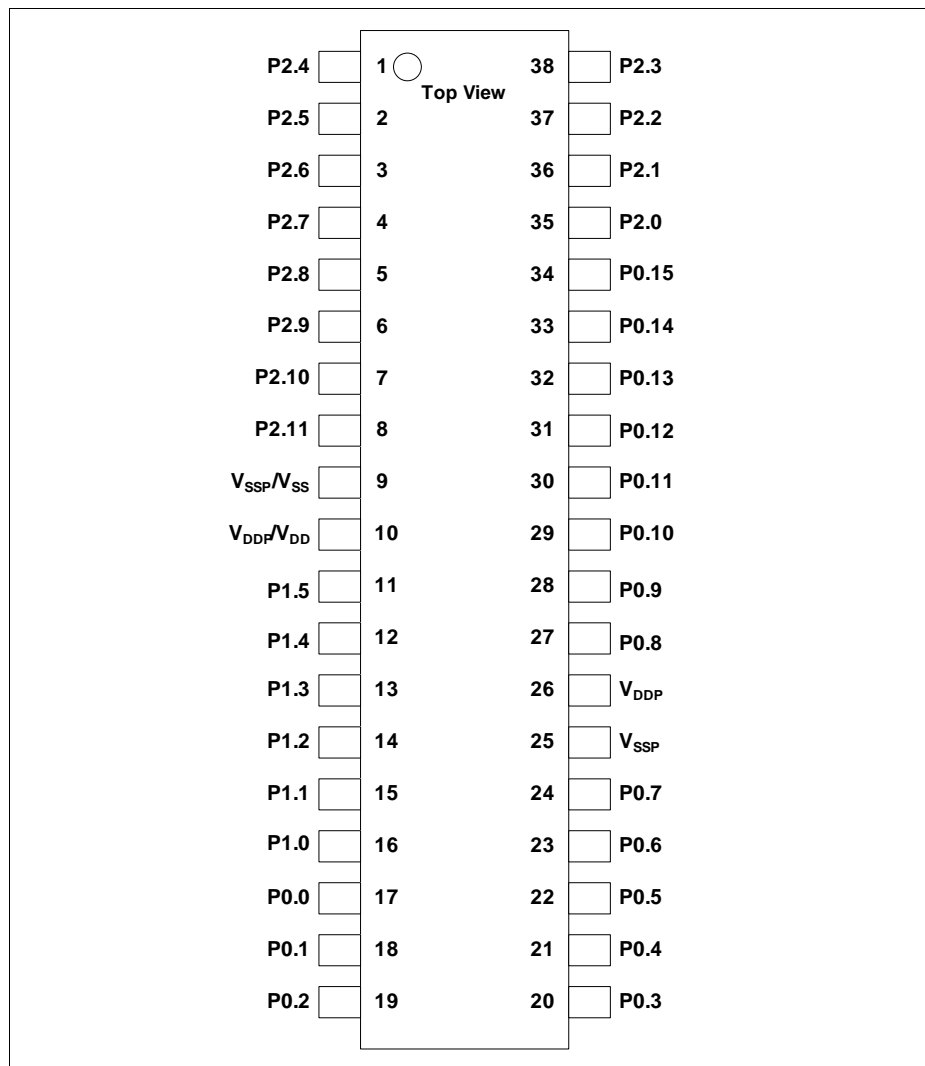 P2.4 1 38 P2.3
Top View
P2.5 2 37 P2.2
P2.6 3 36 P2.1
P2.7 4 35 P2.0
P2.8 5 34 P0.15
P2.9 6 33 P0.14
P2.10 7 32 P0.13
P2.11 8 31 P0.12
VSSP/VSS 9 30 P0.11
VDDP/VDD 10 29 P0.10
P1.5 11 28 P0.9
P1.4 12 27 P0.8
P1.3 13 26 VDDP
P1.2 14 25 VSSP
P1.1 15 24 P0.7
P1.0 16 23 P0.6
P0.0 17 22 P0.5
P0.1 18 21 P0.4
P0.2 19 20 P0.3